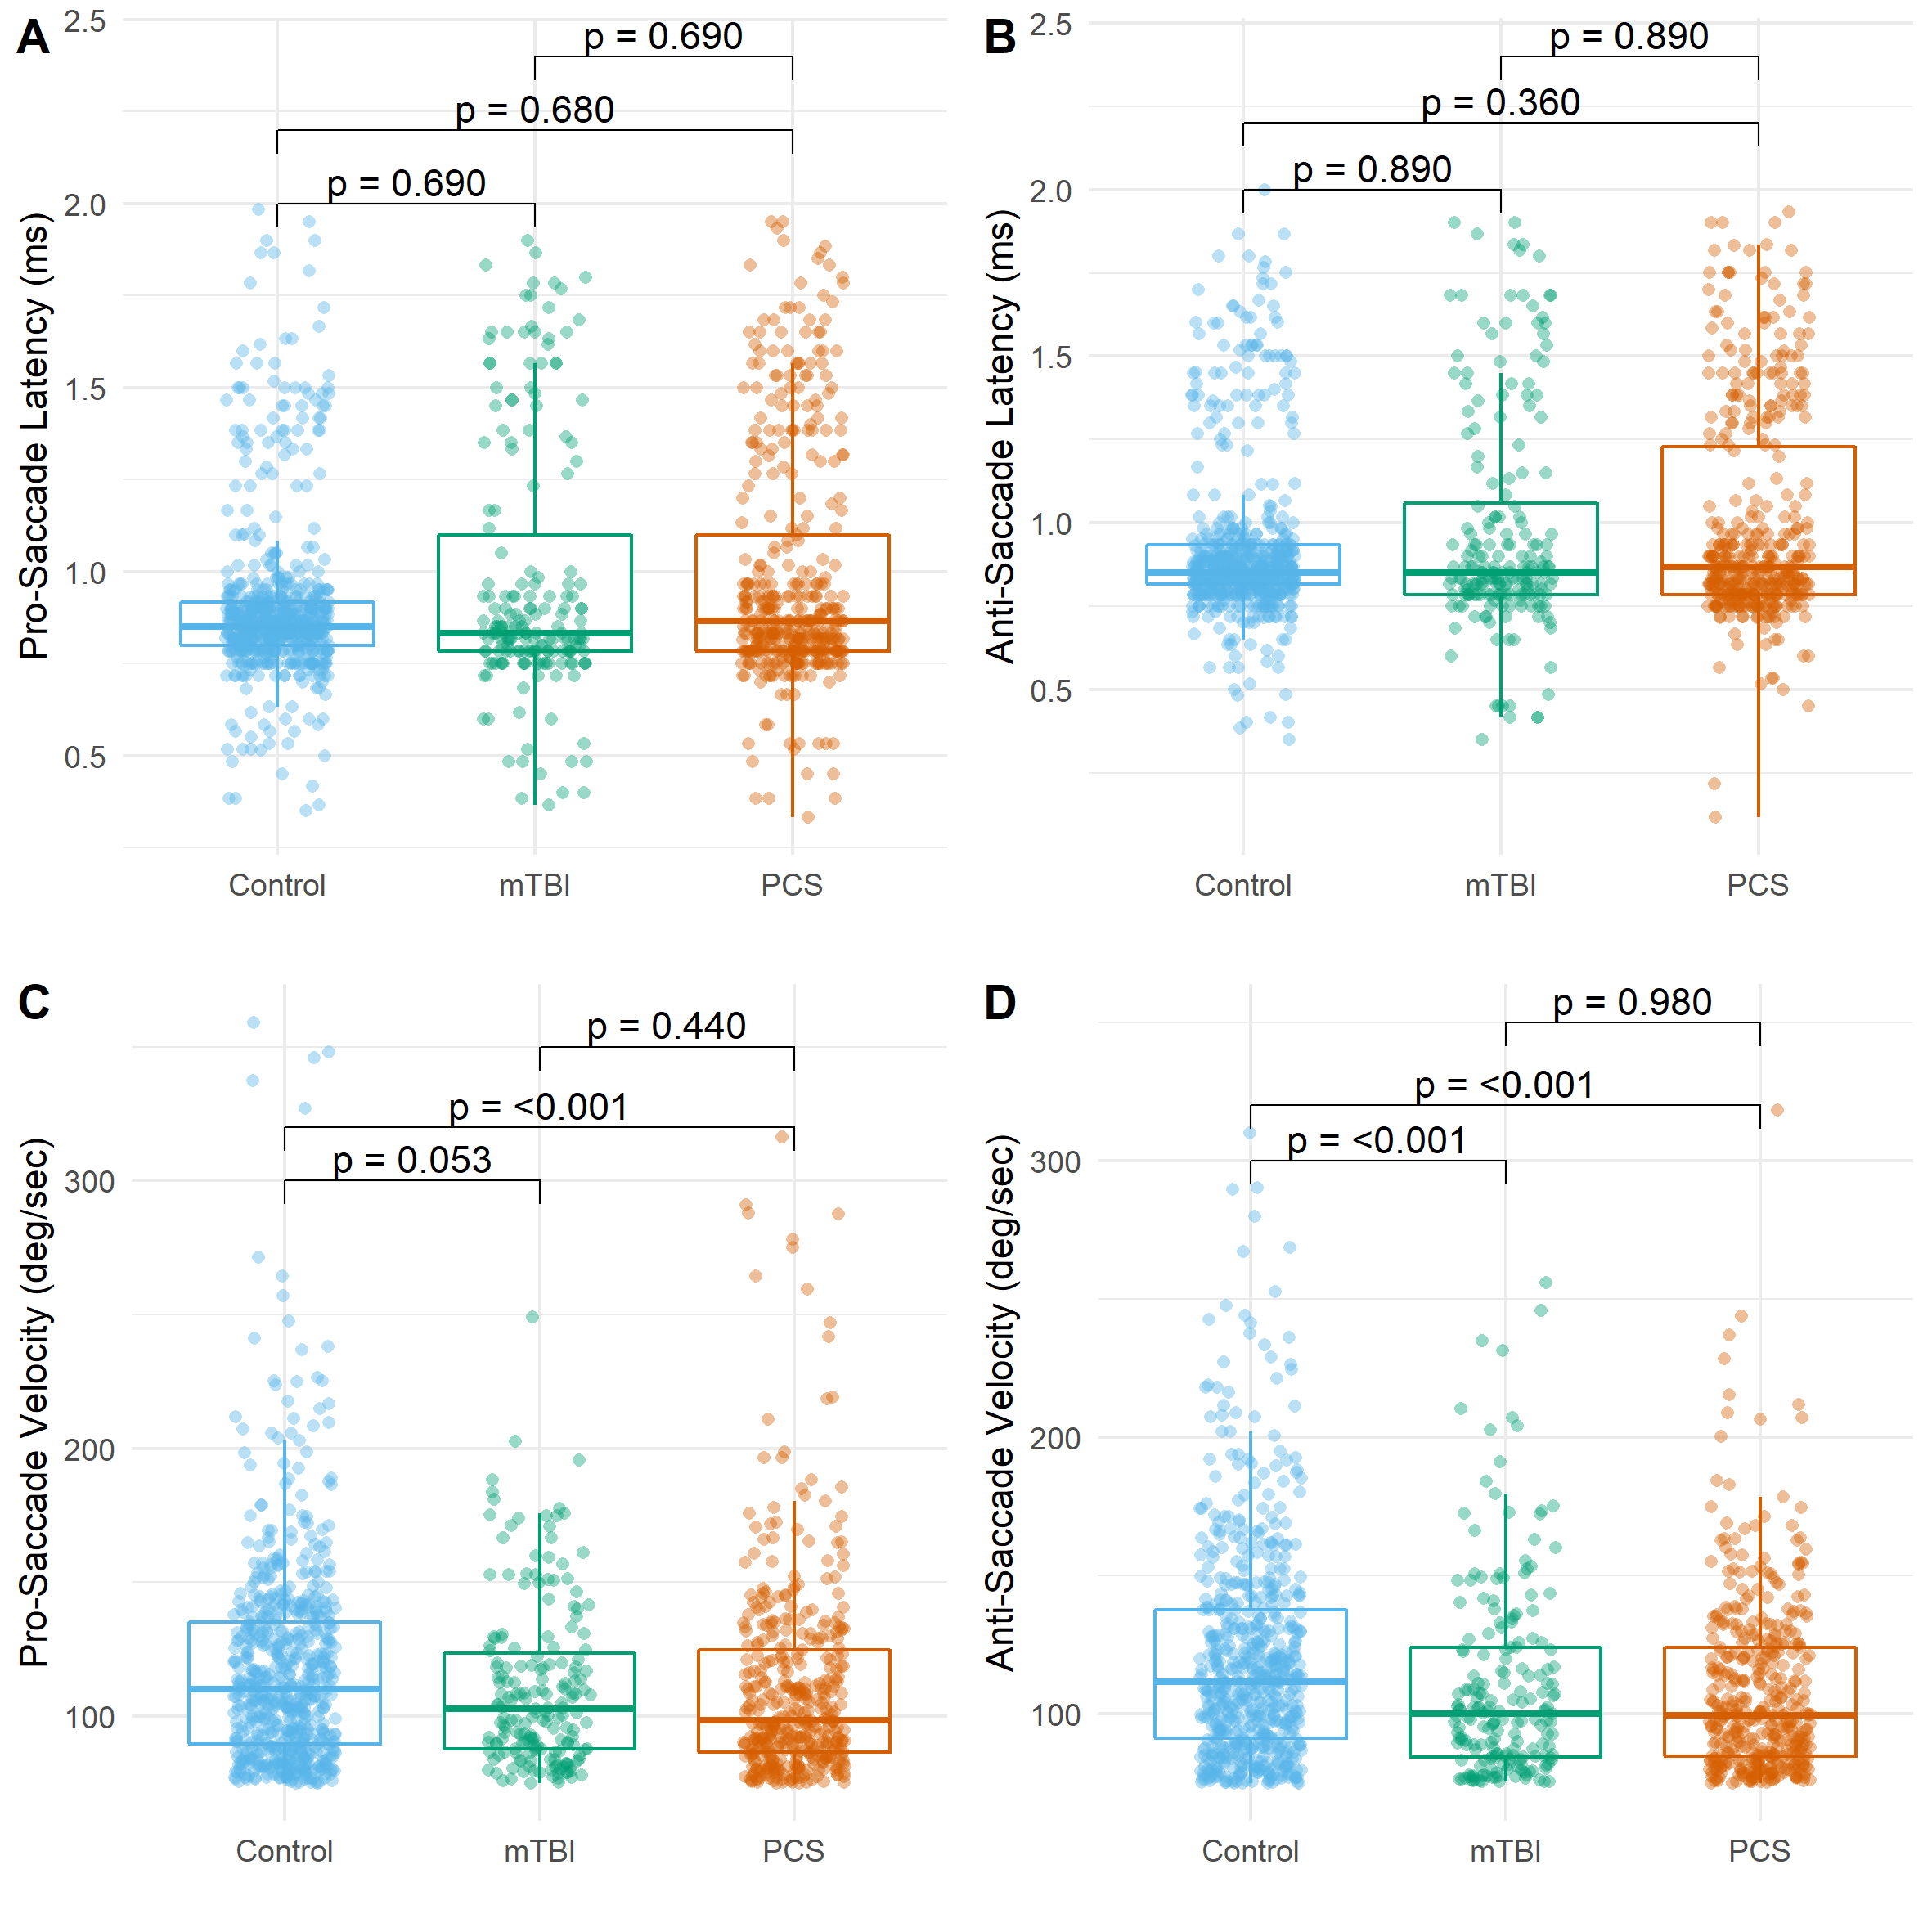 A
Pro-Saccade Latency (ms)
2.5
2.0
1.5
1.0
0.5
p = 0.690
p = 0.680
p = 0.690
Control
mTBI
PCS
B
Anti-Saccade Latency (ms)
2.5
2.0
1.5
1.0
0.5
p = 0.890
p = 0.360
p = 0.890
Control
mTBI
PCS
C
Pro-Saccade Velocity (deg/sec)
300
200
100
p = 0.440
p = <0.001
p = 0.053
Control
mTBI
PCS
D
Anti-Saccade Velocity (deg/sec)
300
200
100
p = 0.980
p = <0.001
p = <0.001
Control
mTBI
PCS